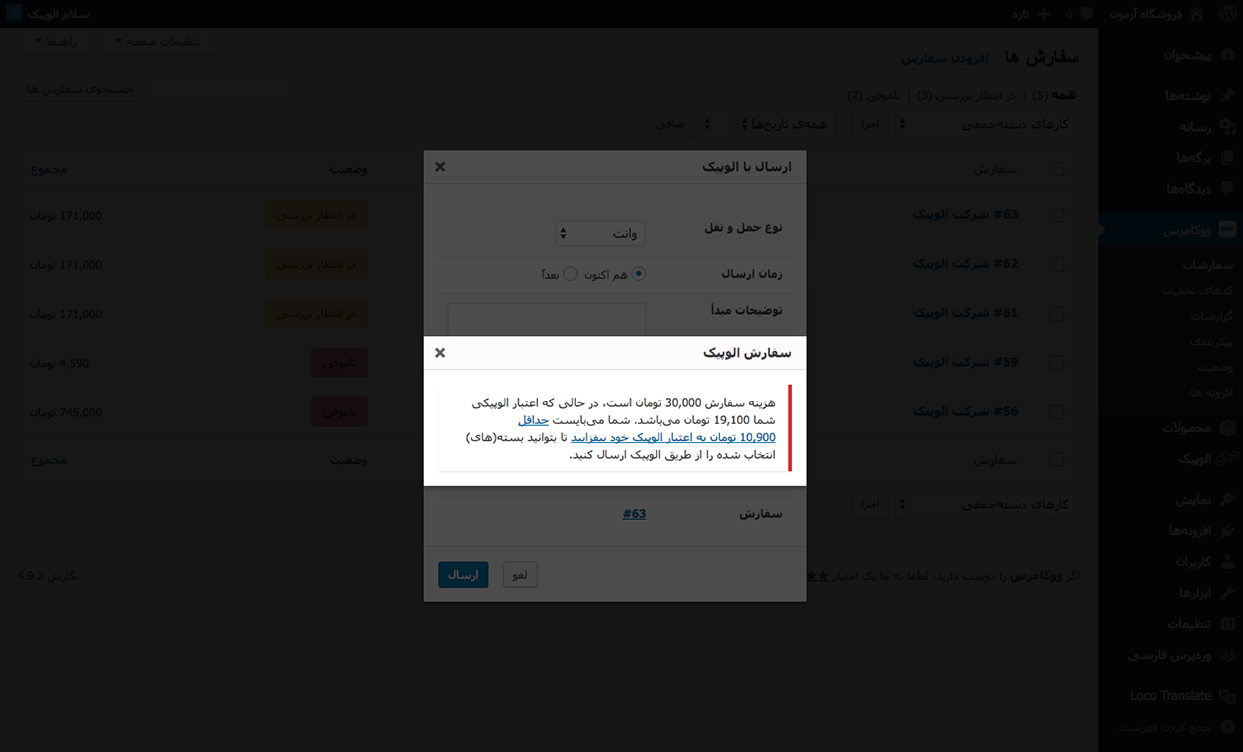 فروشگاه آزمون
0
تازه
سلام الوپیک
پیشخوان
نوشته‌ها
رسانه
برگه‌ها
دیدگاه‌ها
ووکامرس
سفارشات
کدهای تخفیف
گزارشات
پیکربندی
وضعیت
افزونه ها
محصولات
الوپیک
نمایش
افزونه‌ها
کاربران
ابزارها
تنظیمات
وردپرس فارسی
Loco Translate
جمع کردن فهرست
تنظیمات صفحه
راهنما
سفارش ها
افزودن سفارش
همه (5) | در انتظار بررسی (3) | ناموفق (2)
جستجوی سفارش ها
کارهای دسته‌جمعی
اجرا
همه‌ی تاریخ‌ها
صافی
سفارش
وضعیت
مجموع
#63 شرکت الوپیک
در انتظار بررسی
171,000 تومان
#62 شرکت الوپیک
در انتظار بررسی
171,000 تومان
#61 شرکت الوپیک
در انتظار بررسی
171,000 تومان
#59 شرکت الوپیک
ناموفق
4,590 تومان
#56 شرکت الوپیک
ناموفق
745,000 تومان
سفارش
وضعیت
مجموع
کارهای دسته‌جمعی
اجرا
اگر ووکامرس را دوست دارید، لطفا به ما یک امتیاز ★★
نگارش 4.9.2
ارسال با الوپیک
نوع حمل و نقل
وانت
زمان ارسال
هم اکنون
بعداً
توضیحات مبدأ
سفارش الوپیک
هزینه سفارش 30,000 تومان است، در حالی که اعتبار الوپیکی
شما 19,100 تومان می‌باشد. شما می‌بایست حداقل
10,900 تومان به اعتبار الوپیک خود بیفزایید تا بتوانید بسته(های)
انتخاب شده را از طریق الوپیک ارسال کنید.
سفارش
#63
لغو
ارسال